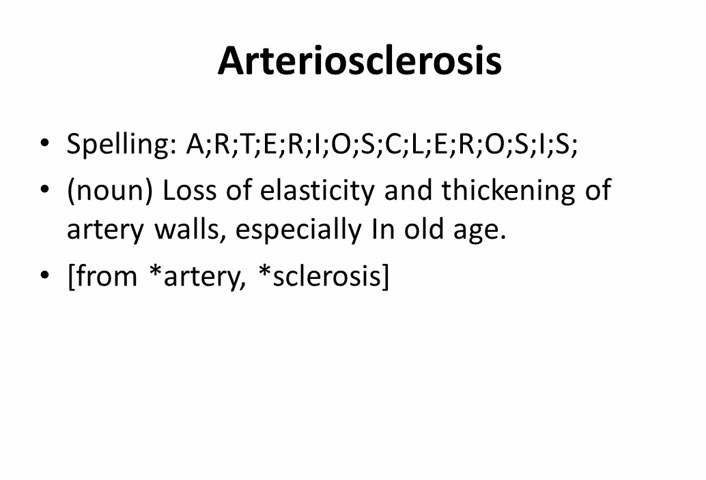 Arteriosclerosis
• Spelling: A;R;T;E;R;I;O;S;C;L;E;R;O;S;I;S;
• (noun) Loss of elasticity and thickening of
artery walls, especially In old age.
• [from *artery, *sclerosis]